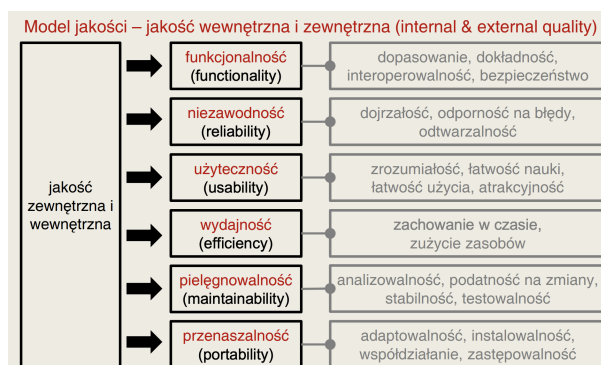 Model jakości – jakość wewnętrzna i zewnętrzna (internal & external quality)
jakość
zewnętrzna i
wewnętrzna
funkcjonalność
(functionality)
dopasowanie, dokładność,
interoperowalność, bezpieczeństwo
niezawodność
(reliability)
dojrzałość, odporność na błędy,
odtwarzalność
użyteczność
(usability)
zrozumiałość, łatwość nauki,
łatwość użycia, atrakcyjność
wydajność
(efficiency)
zachowanie w czasie,
zużycie zasobów
pielęgnowalność
(maintainability)
analizowalność, podatność na zmiany,
stabilność, testowalność
przenaszalność
(portability)
adaptowalność, instalowalność,
współdziałanie, zastępowalność